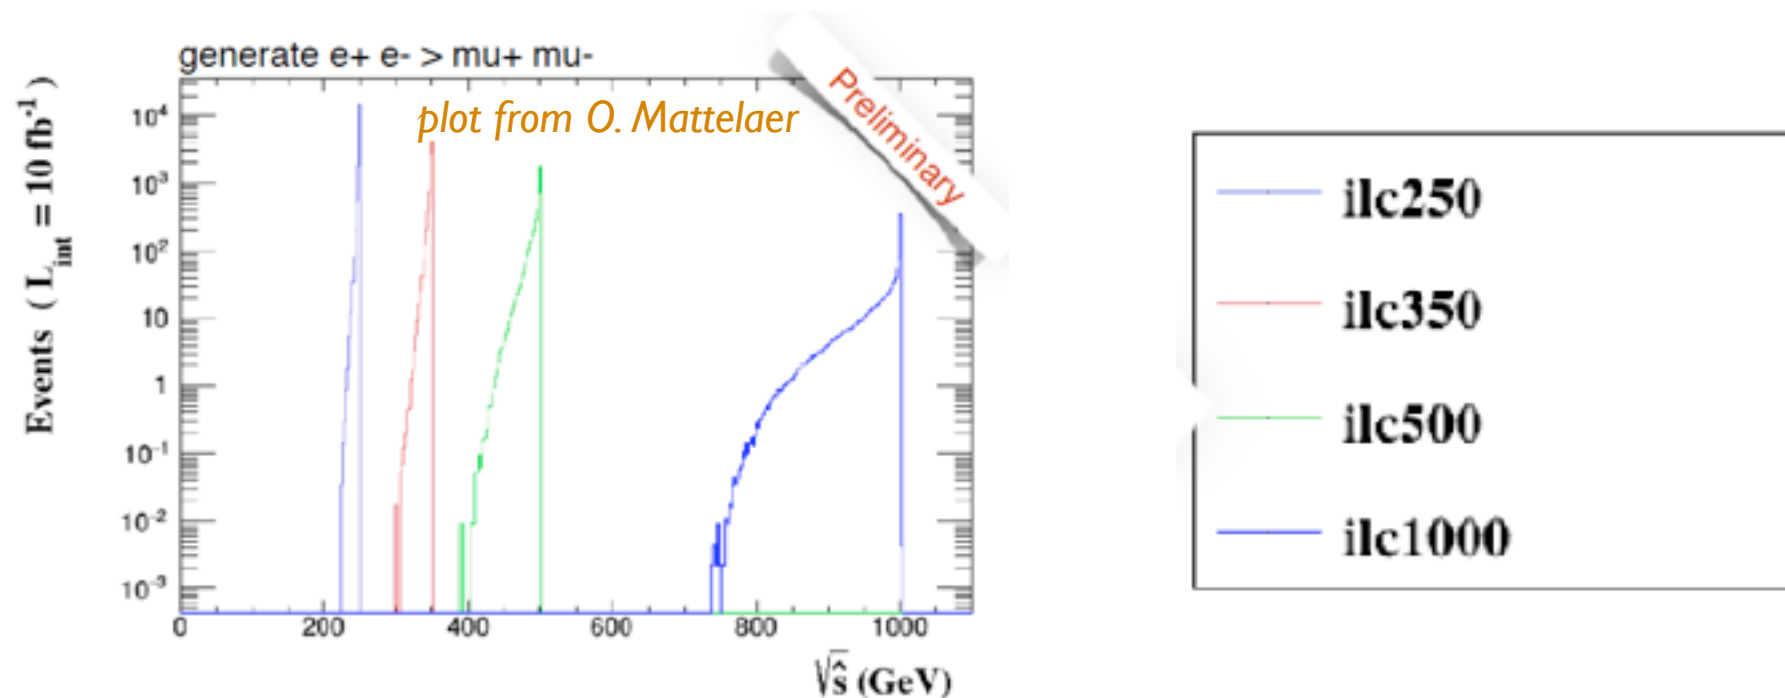 generate e+ e- > mu+ mu-
plot from O. Mattelaer
Preliminary
Events ( L_int = 10 fb^-1 )
10^4
10^3
10^2
10
1
10^-1
10^-2
10^-3
0 200 400 600 800 1000
√ŝ (GeV)
ilc250
ilc350
ilc500
ilc1000